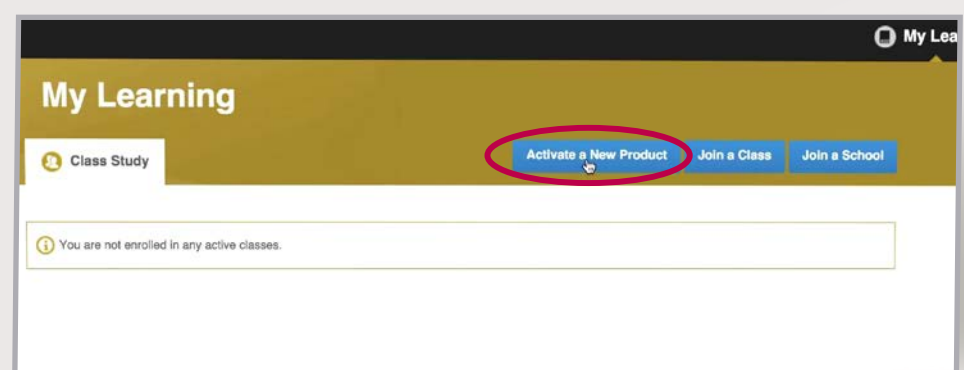 My Lea
My Learning
Class Study
Activate a New Product
Join a Class
Join a School
You are not enrolled in any active classes.